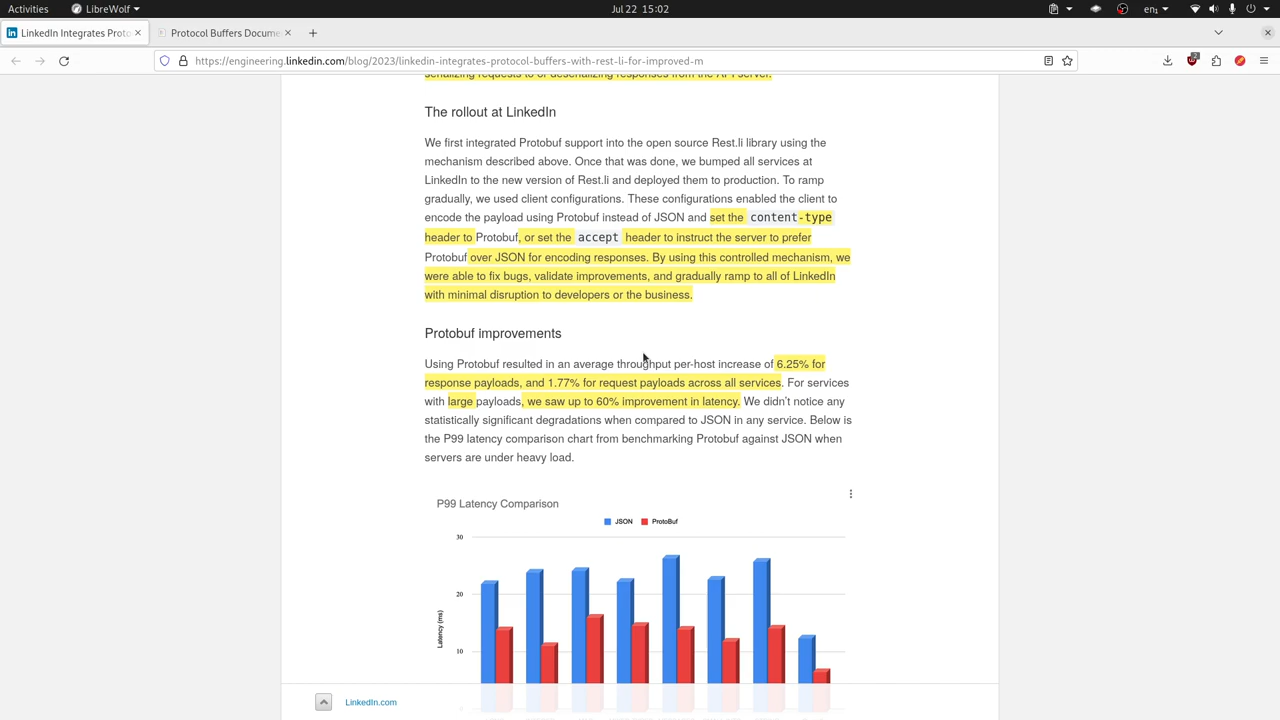 Activities
LibreWolf
Jul 22 15:02
en₁
LinkedIn Integrates Proto
Protocol Buffers Docume
https://engineering.linkedin.com/blog/2023/linkedin-integrates-protocol-buffers-with-rest-li-for-improved-m
2
serializing requests to or deserializing responses from the API server.
The rollout at LinkedIn
We first integrated Protobuf support into the open source Rest.li library using the
mechanism described above. Once that was done, we bumped all services at
LinkedIn to the new version of Rest.li and deployed them to production. To ramp
gradually, we used client configurations. These configurations enabled the client to
encode the payload using Protobuf instead of JSON and set the content-type
header to Protobuf, or set the accept header to instruct the server to prefer
Protobuf over JSON for encoding responses. By using this controlled mechanism, we
were able to fix bugs, validate improvements, and gradually ramp to all of LinkedIn
with minimal disruption to developers or the business.
Protobuf improvements
Using Protobuf resulted in an average throughput per-host increase of 6.25% for
response payloads, and 1.77% for request payloads across all services. For services
with large payloads, we saw up to 60% improvement in latency. We didn't notice any
statistically significant degradations when compared to JSON in any service. Below is
the P99 latency comparison chart from benchmarking Protobuf against JSON when
servers are under heavy load.
P99 Latency Comparison
JSON ProtoBuf
30
20
Latency (ms)
10
LinkedIn.com